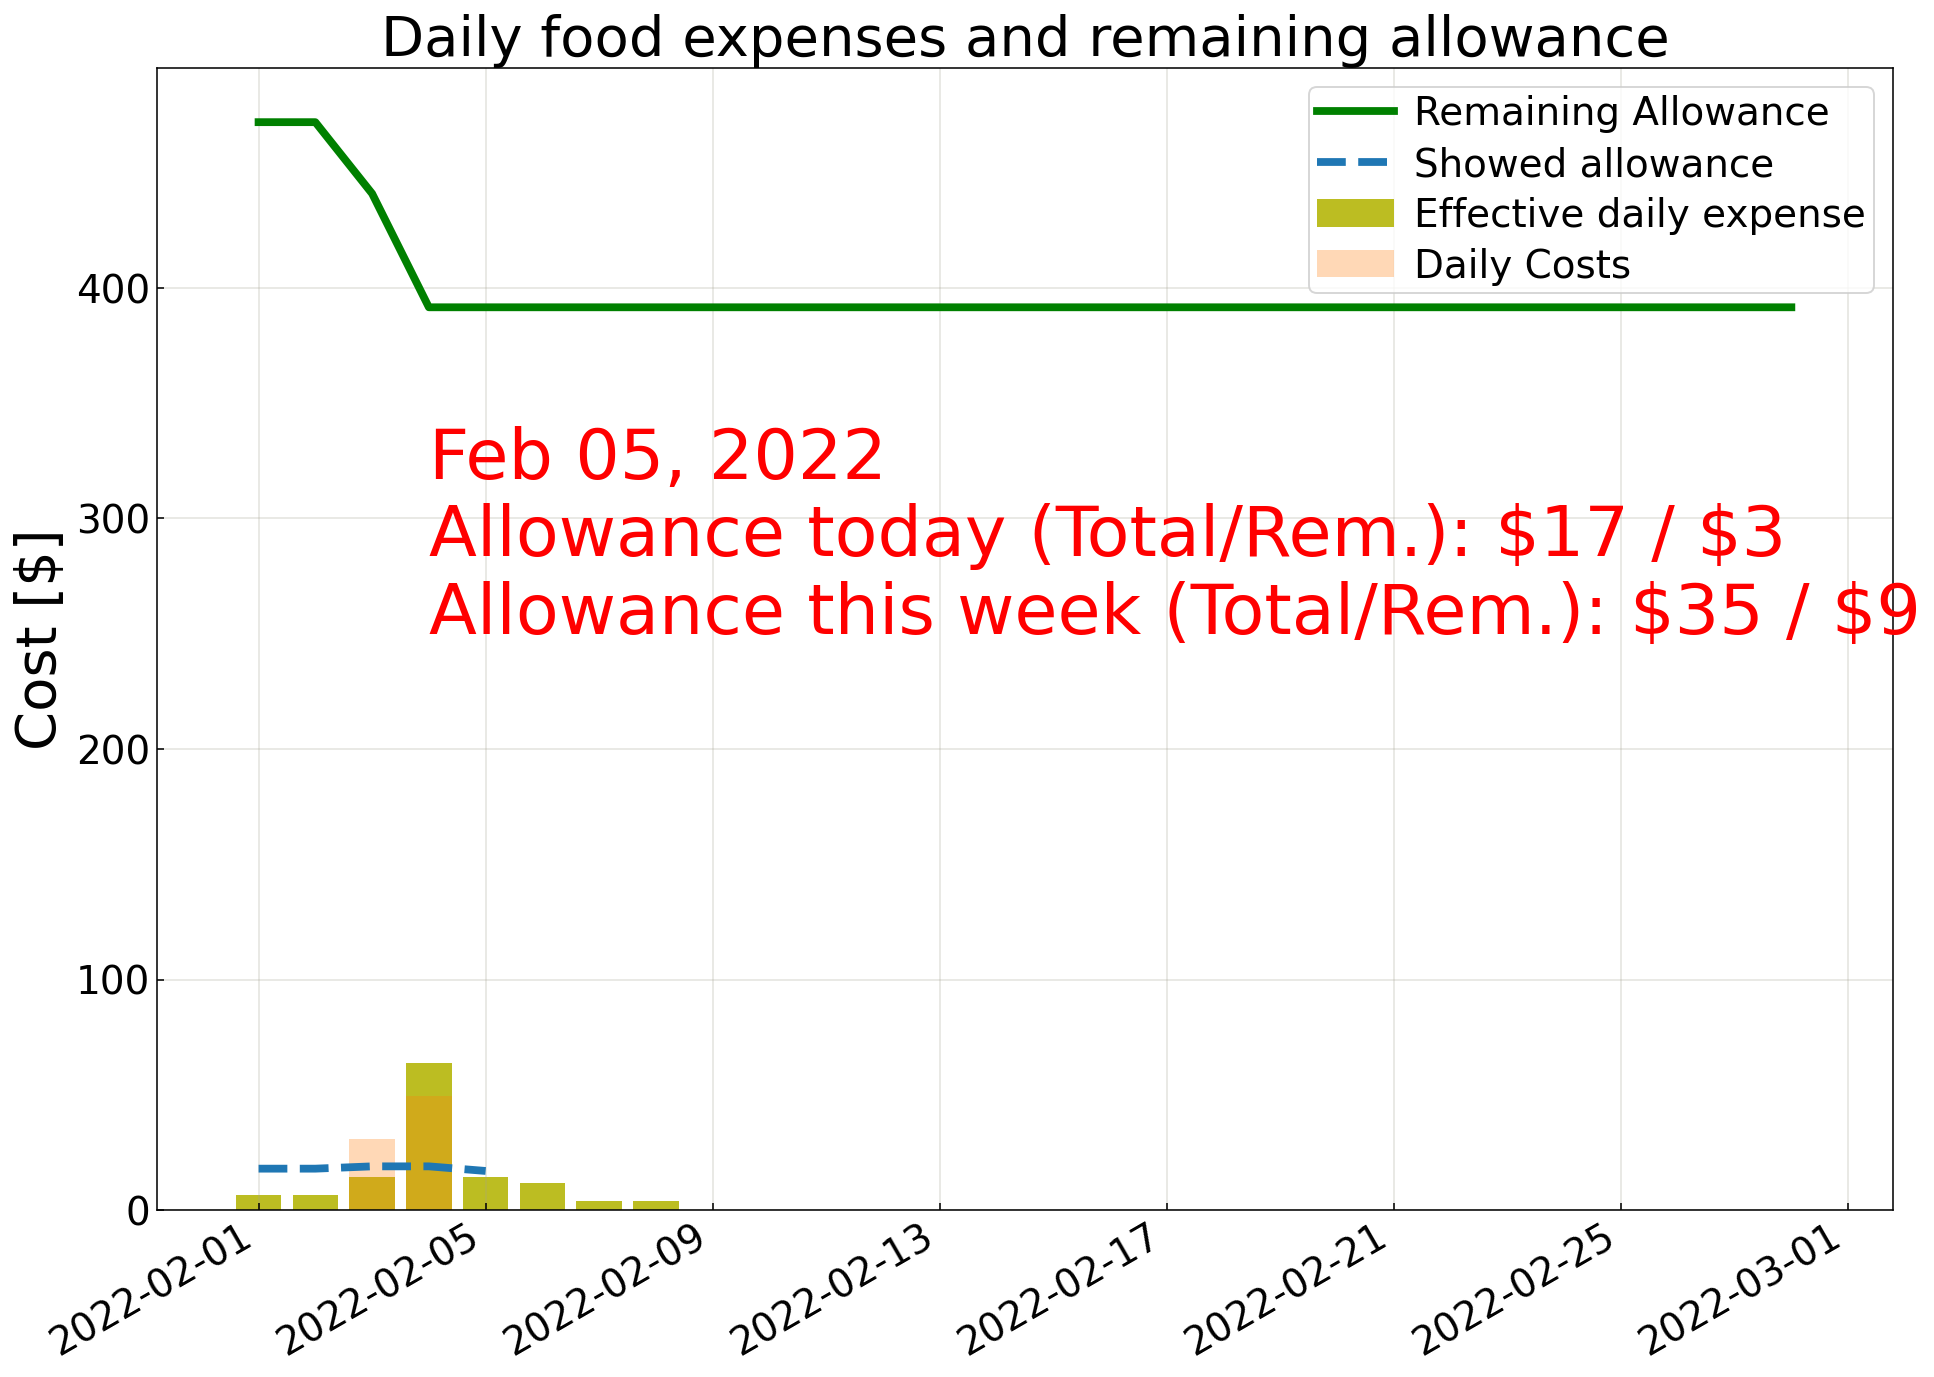 Daily food expenses and remaining allowance
Remaining Allowance
Showed allowance
Effective daily expense
Daily Costs
400
300
200
100
0
Cost [$]
Feb 05, 2022
Allowance today (Total/Rem.): $17 / $3
Allowance this week (Total/Rem.): $35 / $9
2022-02-01
2022-02-05
2022-02-09
2022-02-13
2022-02-17
2022-02-21
2022-02-25
2022-03-01